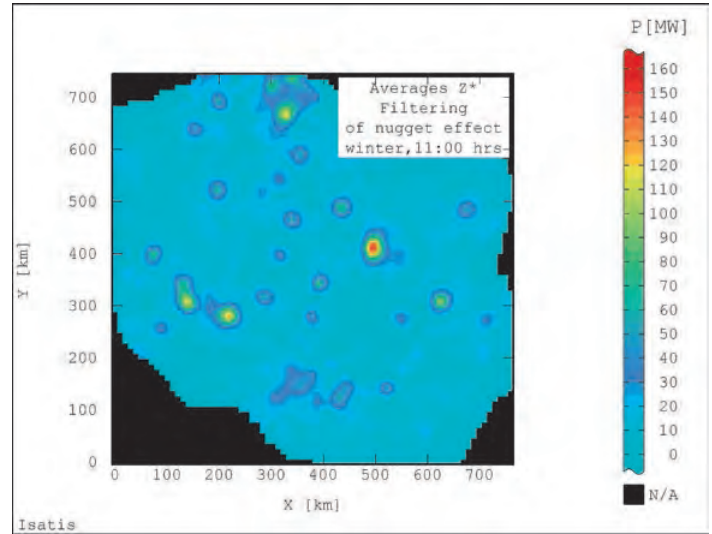 P[MW]
Averages Z*
Filtering
of nugget effect
winter,11:00 hrs
700
600
500
400
300
200
100
0
Y [km]
0 100 200 300 400 500 600 700
X [km]
160
150
140
130
120
110
100
90
80
70
60
50
40
30
20
10
0
N/A
Isatis